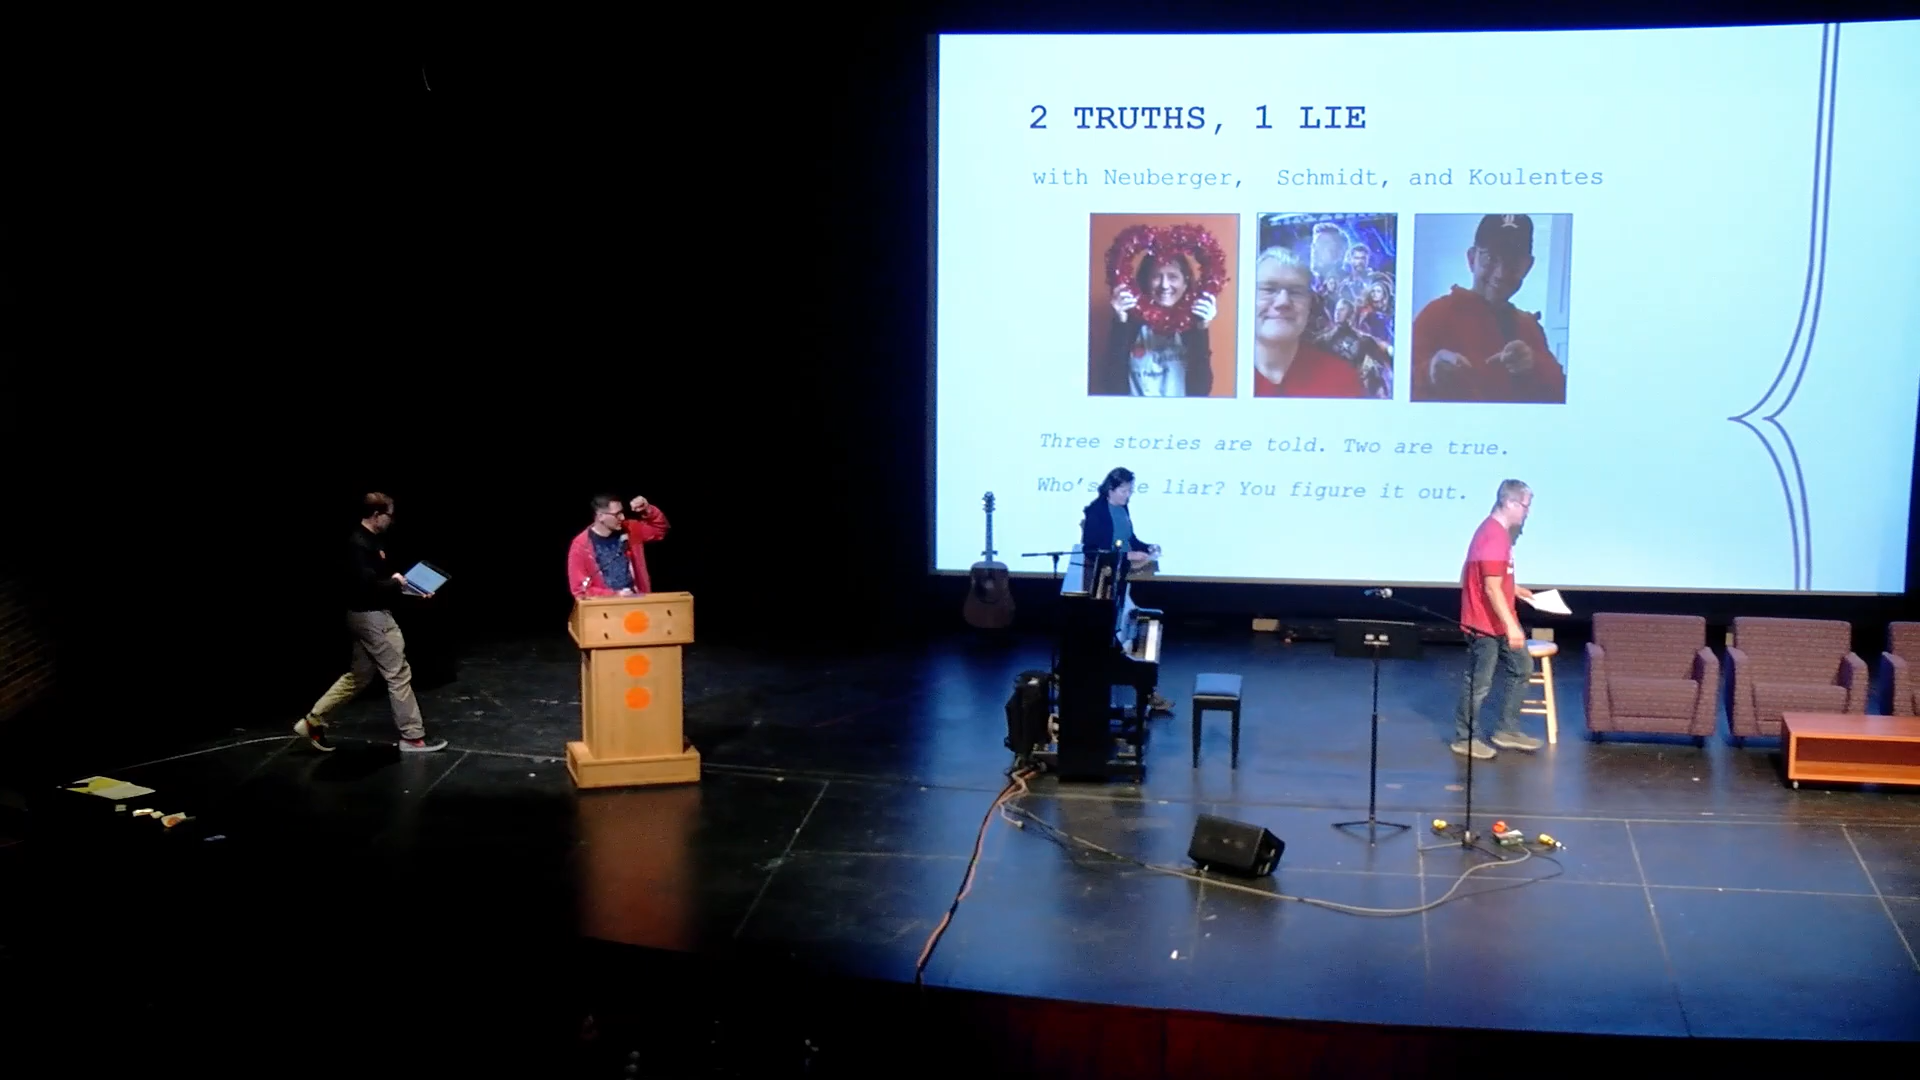 2 TRUTHS, 1 LIE
with Neuberger, Schmidt, and Koulentes
Three stories are told. Two are true.
Who's liar? You figure it out.